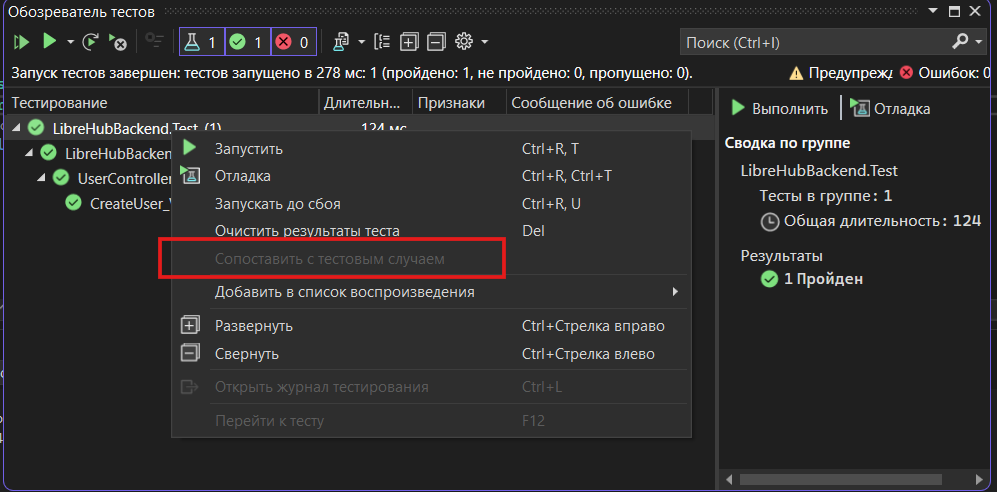 Обозреватель тестов
1 1 0
Поиск (Ctrl+I)
Запуск тестов завершен: тестов запущено в 278 мс: 1 (пройдено: 1, не пройдено: 0, пропущено: 0).
Предупрежд Ошибок: 0
Тестирование Длительн... Признаки Сообщение об ошибке
LibreHubBackend.Test (1) 124 мс
LibreHubBacken
UserController
CreateUser_
Запустить Ctrl+R, T
Отладка Ctrl+R, Ctrl+T
Запускать до сбоя Ctrl+R, U
Очистить результаты теста Del
Сопоставить с тестовым случаем
Добавить в список воспроизведения
Развернуть Ctrl+Стрелка вправо
Свернуть Ctrl+Стрелка влево
Открыть журнал тестирования Ctrl+L
Перейти к тесту F12
Выполнить Отладка
Сводка по группе
LibreHubBackend.Test
Тесты в группе: 1
Общая длительность: 124
Результаты
1 Пройден